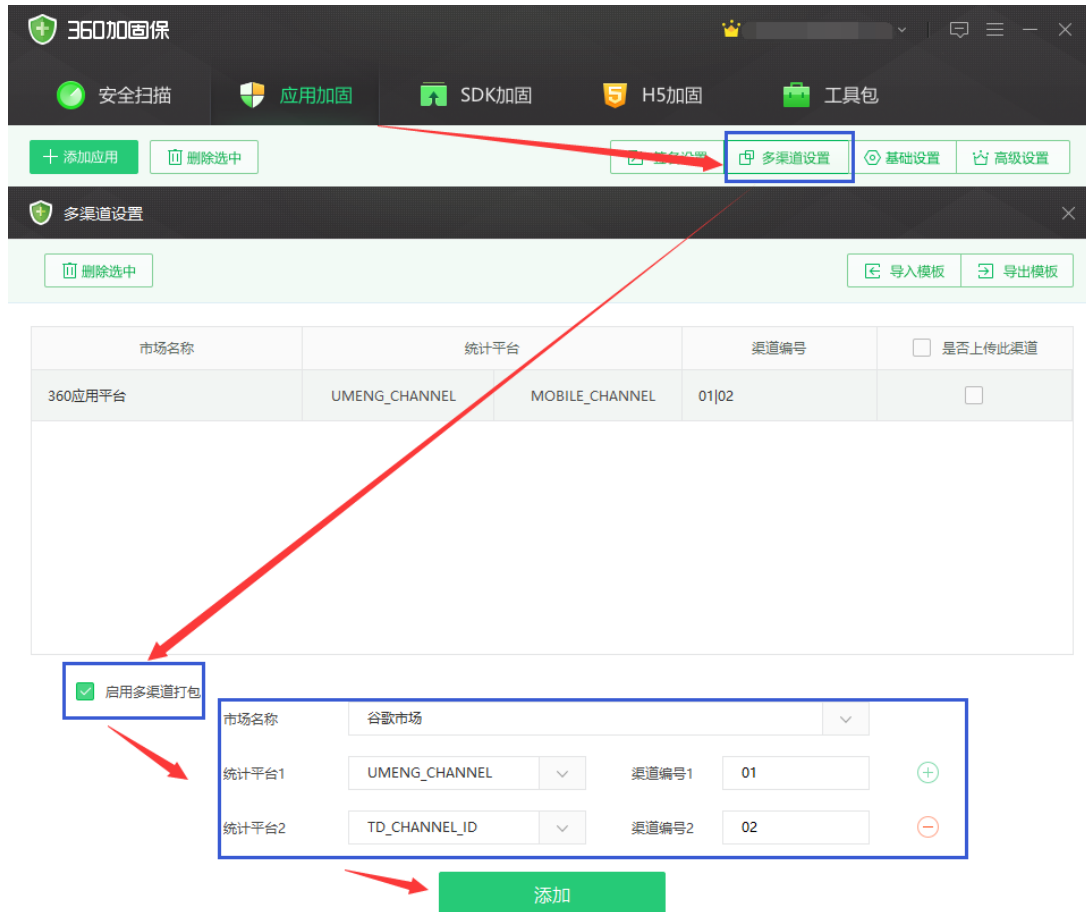 360加固保
安全扫描 应用加固 SDK加固 5 H5加固 工具包
添加应用 删除选中 多渠道设置 基础设置 高级设置
多渠道设置
删除选中 导入模板 导出模板
市场名称 统计平台 渠道编号 是否上传此渠道
360应用平台 UMENG_CHANNEL MOBILE_CHANNEL 01|02
启用多渠道打包
市场名称 谷歌市场
统计平台1 UMENG_CHANNEL 渠道编号1 01
统计平台2 TD_CHANNEL_ID 渠道编号2 02
添加